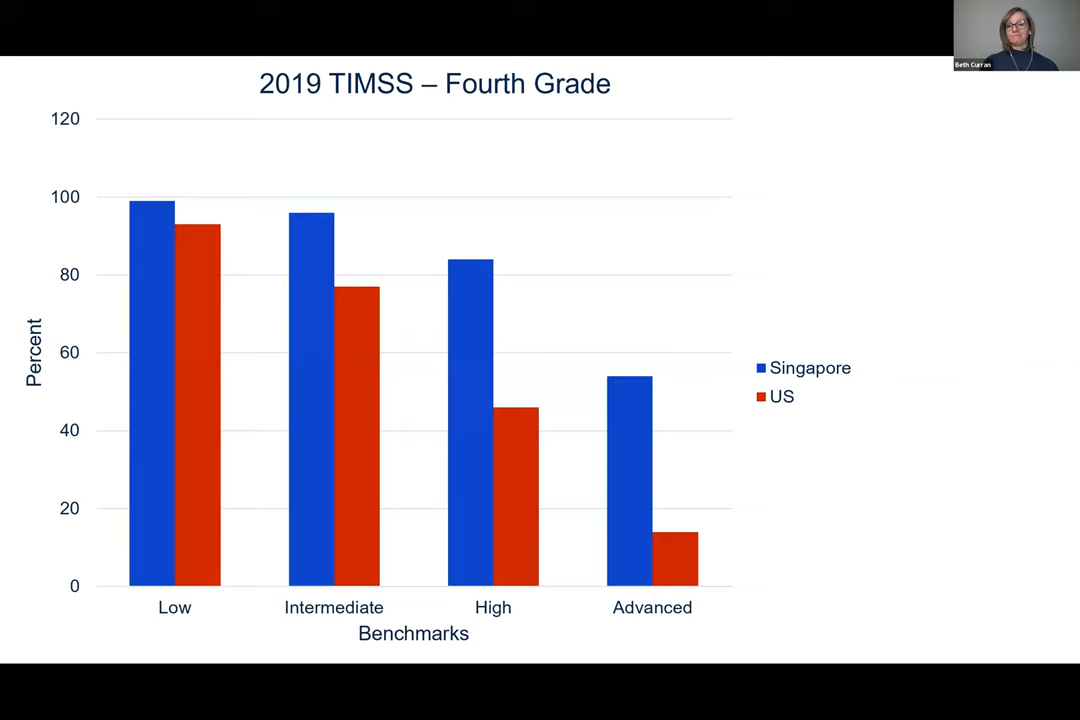 Beth Curran
2019 TIMSS – Fourth Grade
120
100
80
60
40
20
0
Percent
Low
Intermediate
High
Advanced
Benchmarks
Singapore
US